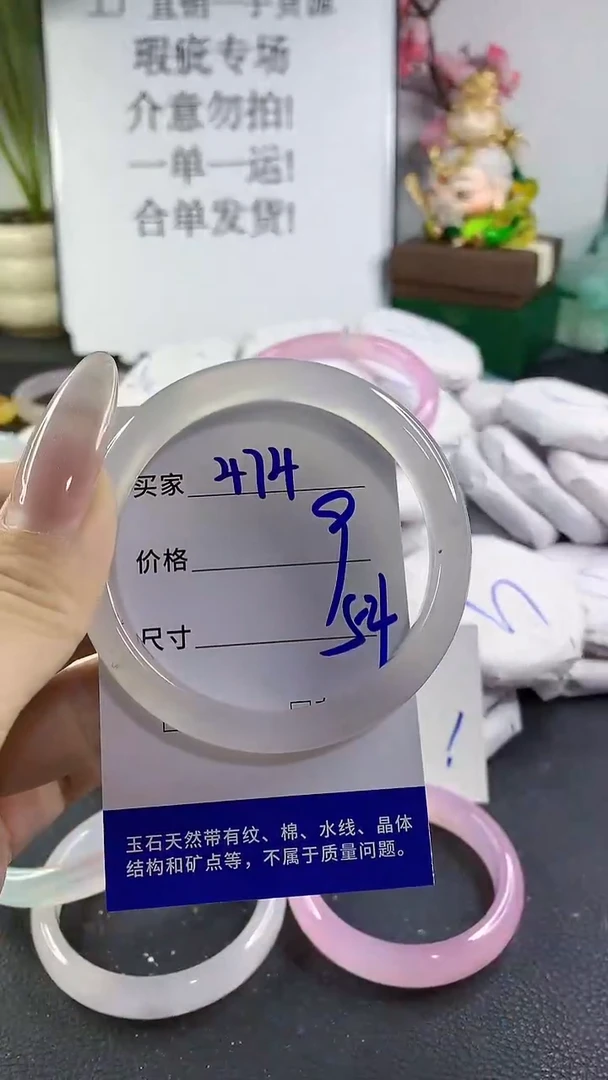 工厂直销一手货源
瑕疵专场
介意勿拍!
一单一运!
合单发货!
买家 474
价格
尺寸 54
玉石天然带有纹、棉、水线、晶体
结构和矿点等，不属于质量问题。